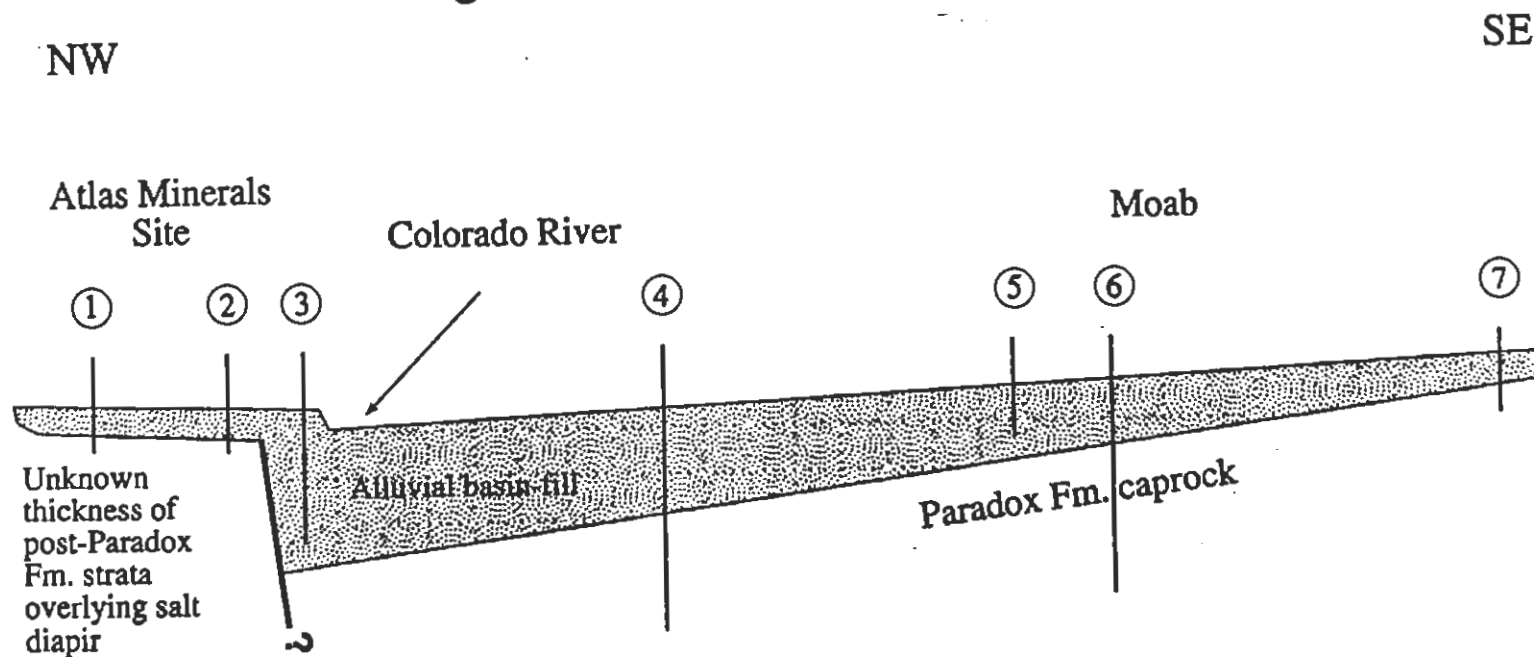 NW
SE
Atlas Minerals
Site
Colorado River
Moab
1
2
3
4
5
6
7
Alluvial basin-fill
Paradox Fm. caprock
Unknown
thickness of
post-Paradox
Fm. strata
overlying salt
diapir
?